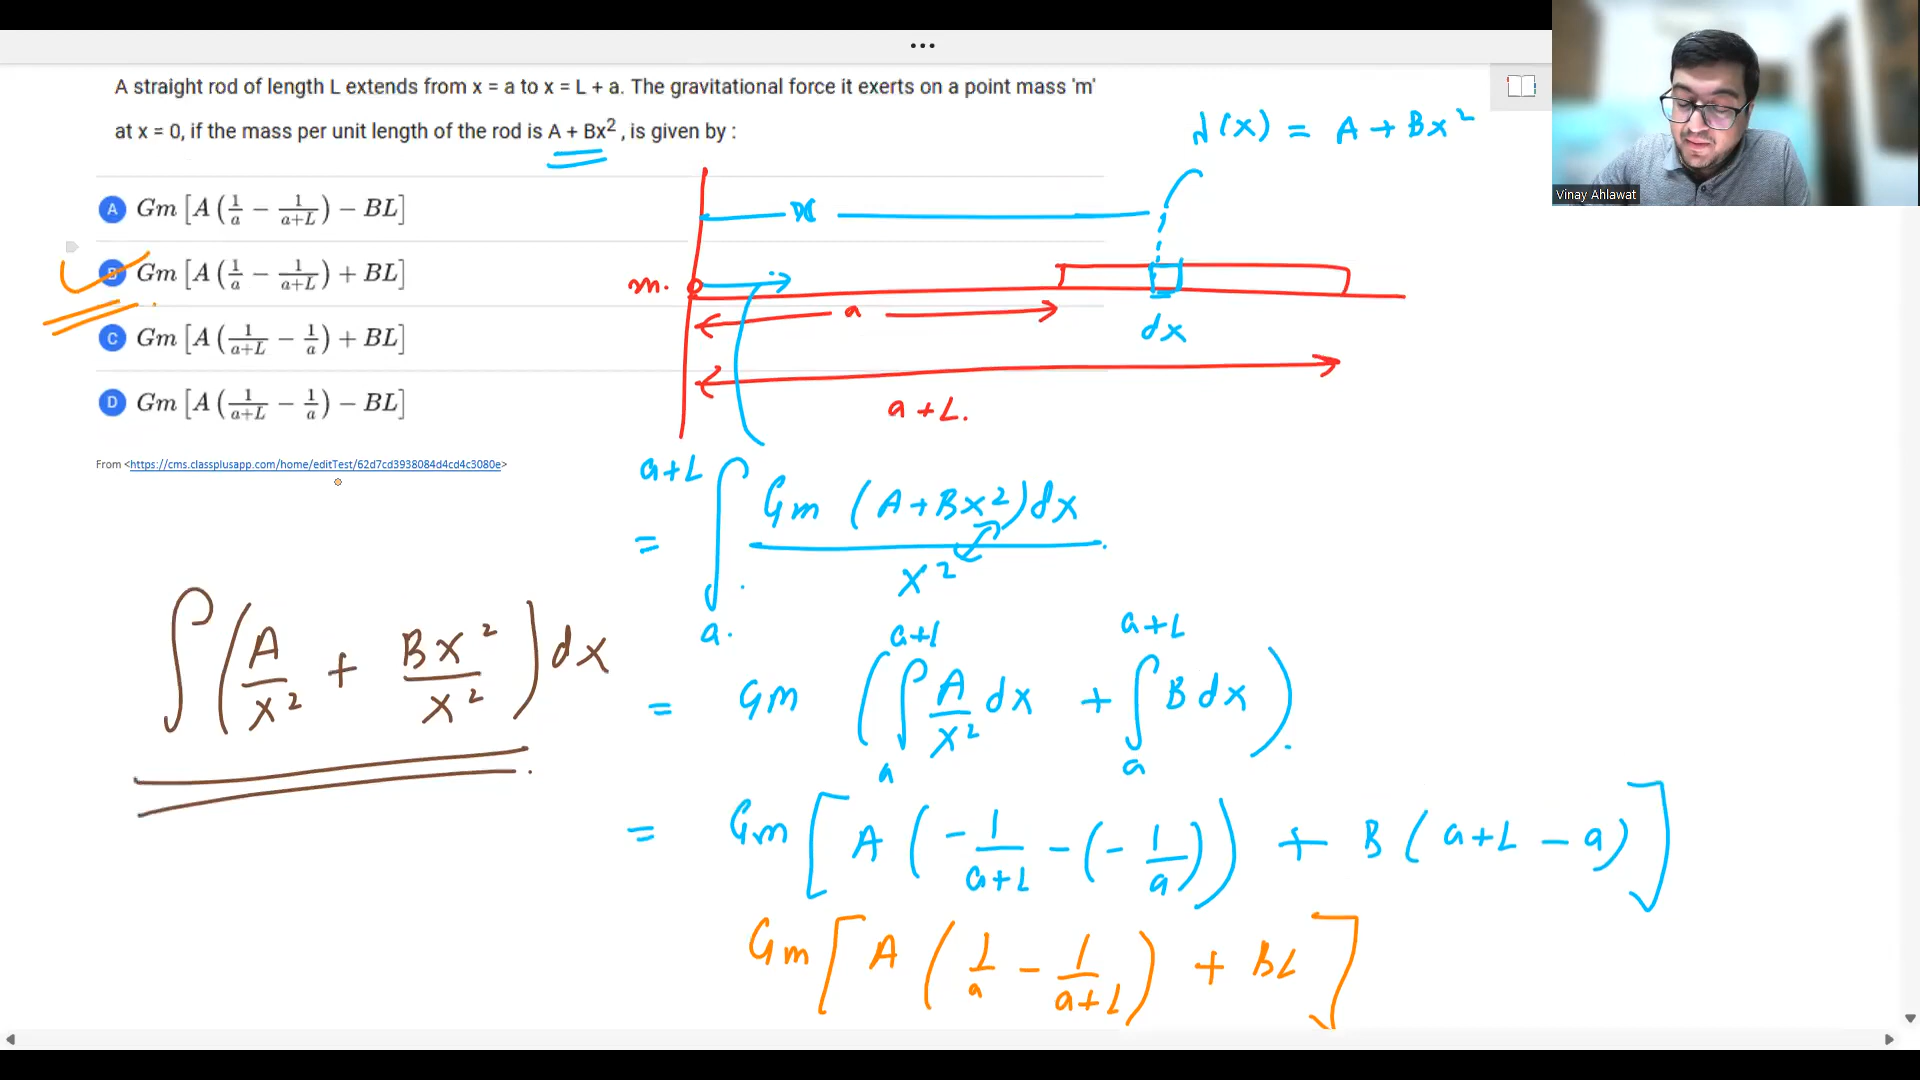 A straight rod of length L extends from x = a to x = L + a. The gravitational force it exerts on a point mass 'm'
at x = 0, if the mass per unit length of the rod is A + Bx², is given by :
A Gm [A (1/a − 1/(a+L)) − BL]
B Gm [A (1/a − 1/(a+L)) + BL]
C Gm [A (1/(a+L) − 1/a) + BL]
D Gm [A (1/(a+L) − 1/a) − BL]
From <https://cms.classplusapp.com/home/editTest/62d7cd3938084d4cd4c3080e>
Vinay Ahlawat
λ(x) = A + Bx²
x
m.
a
dx
a + L.
= ∫ₐ^(a+L) Gm (A + Bx²) dx / x²
∫ (A/x² + Bx²/x²) dx
= Gm (∫ₐ^(a+L) A/x² dx + ∫ₐ^(a+L) B dx).
= Gm [A (− 1/(a+L) − (− 1/a)) + B (a+L − a)]
Gm [A (1/a − 1/(a+L)) + BL]